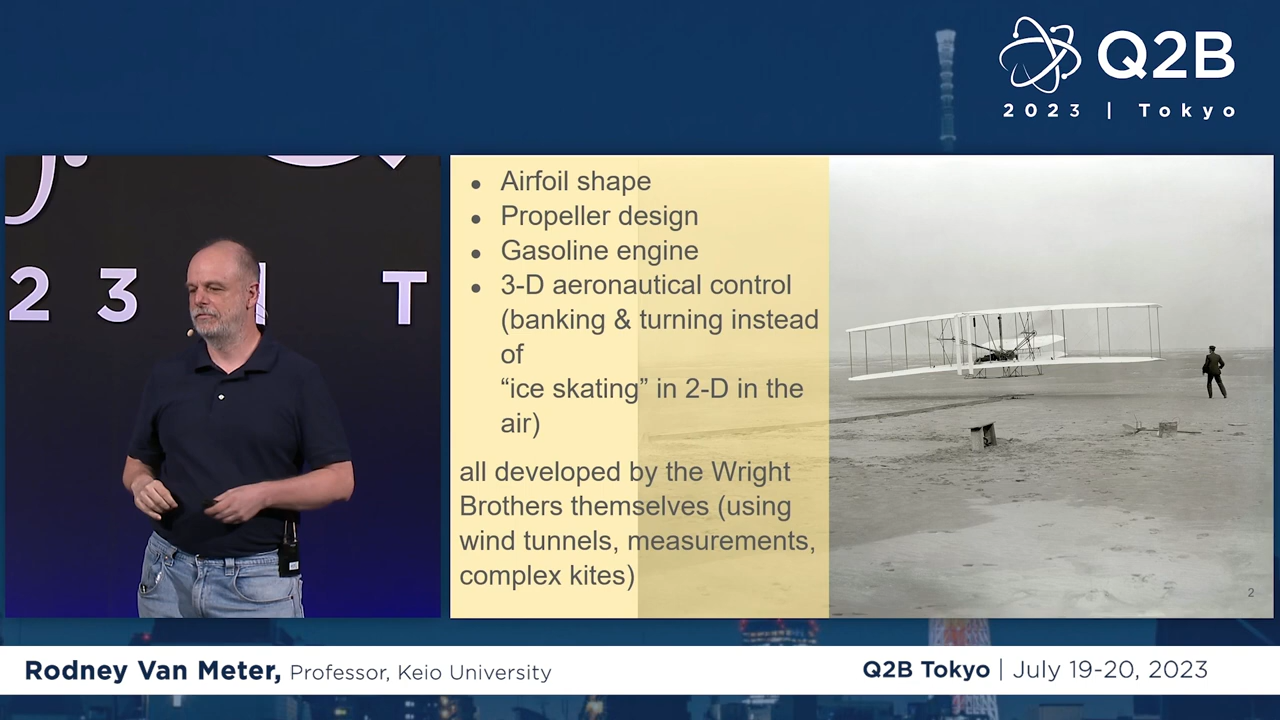 Q2B
2023 | Tokyo
2 3 | T
• Airfoil shape
• Propeller design
• Gasoline engine
• 3-D aeronautical control
(banking & turning instead
of
“ice skating” in 2-D in the
air)
all developed by the Wright
Brothers themselves (using
wind tunnels, measurements,
complex kites)
2
Rodney Van Meter, Professor, Keio University
Q2B Tokyo | July 19-20, 2023